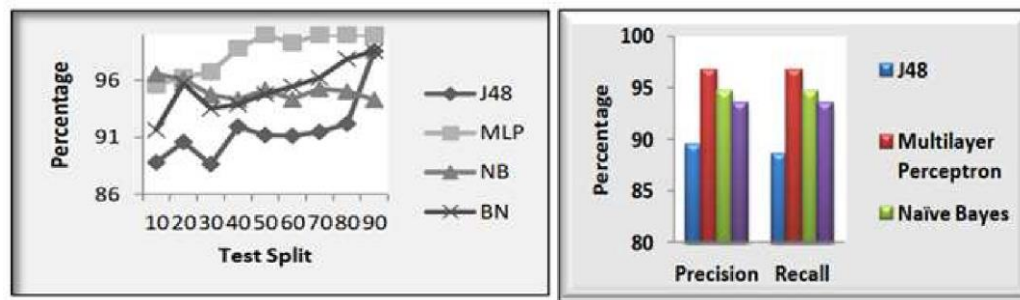 Percentage
96
91
86
10 20 30 40 50 60 70 80 90
Test Split
J48
MLP
NB
BN
Percentage
100
95
90
85
80
Precision Recall
J48
Multilayer
Perceptron
Naïve Bayes